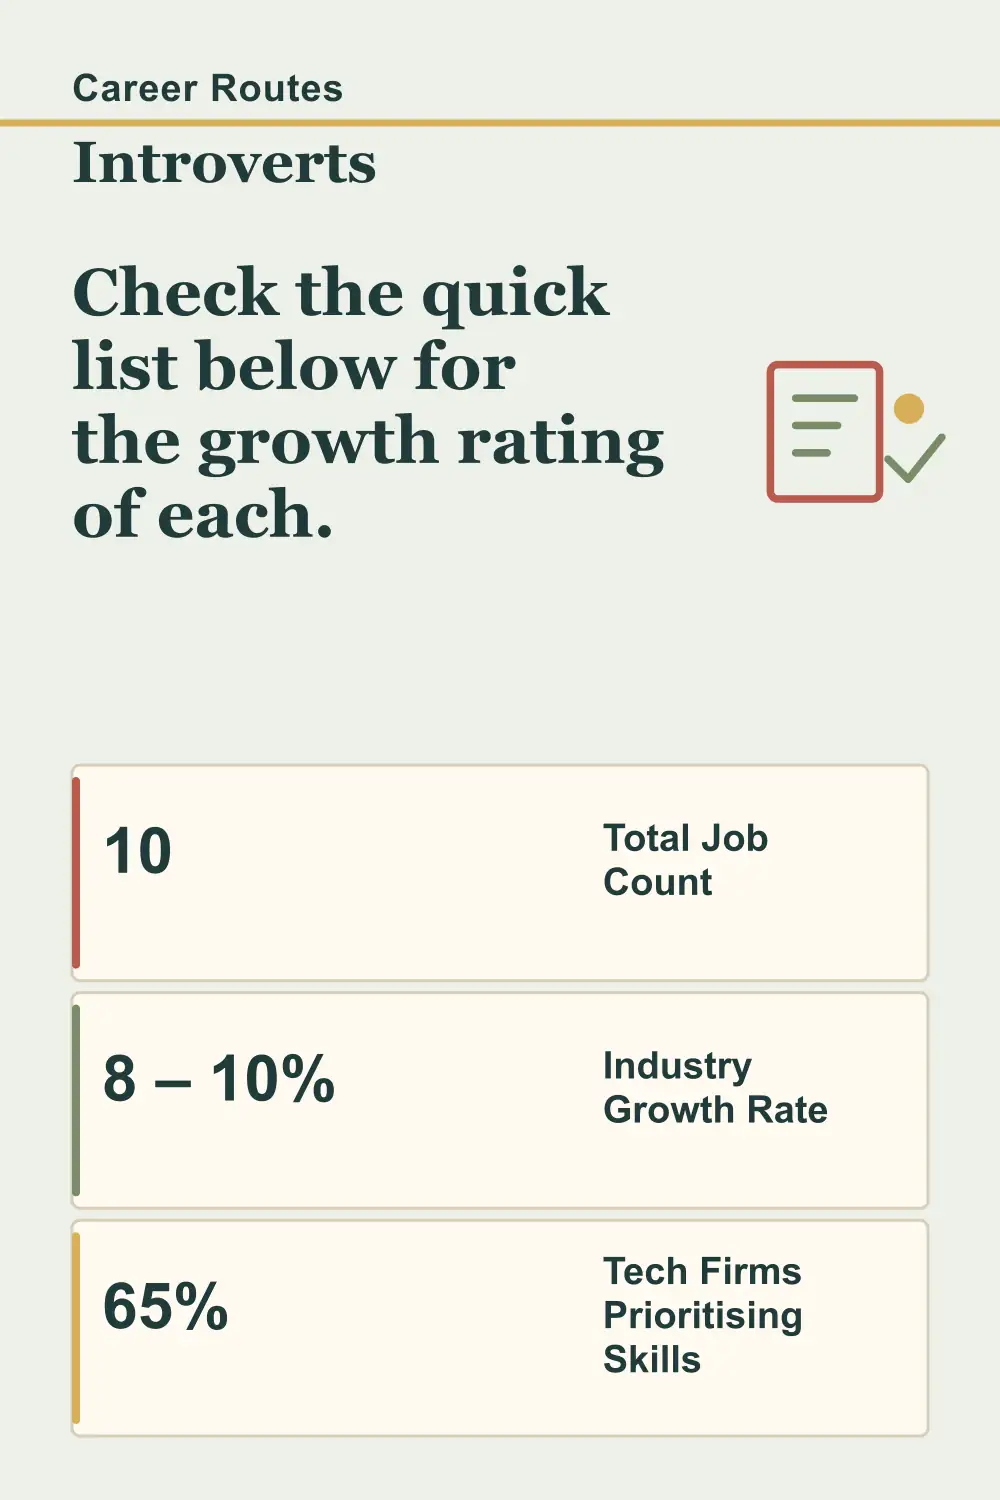 Career Routes
Introverts
Check the quick
list below for
the growth rating
of each.
10
Total Job
Count
8 – 10%
Industry
Growth Rate
65%
Tech Firms
Prioritising
Skills